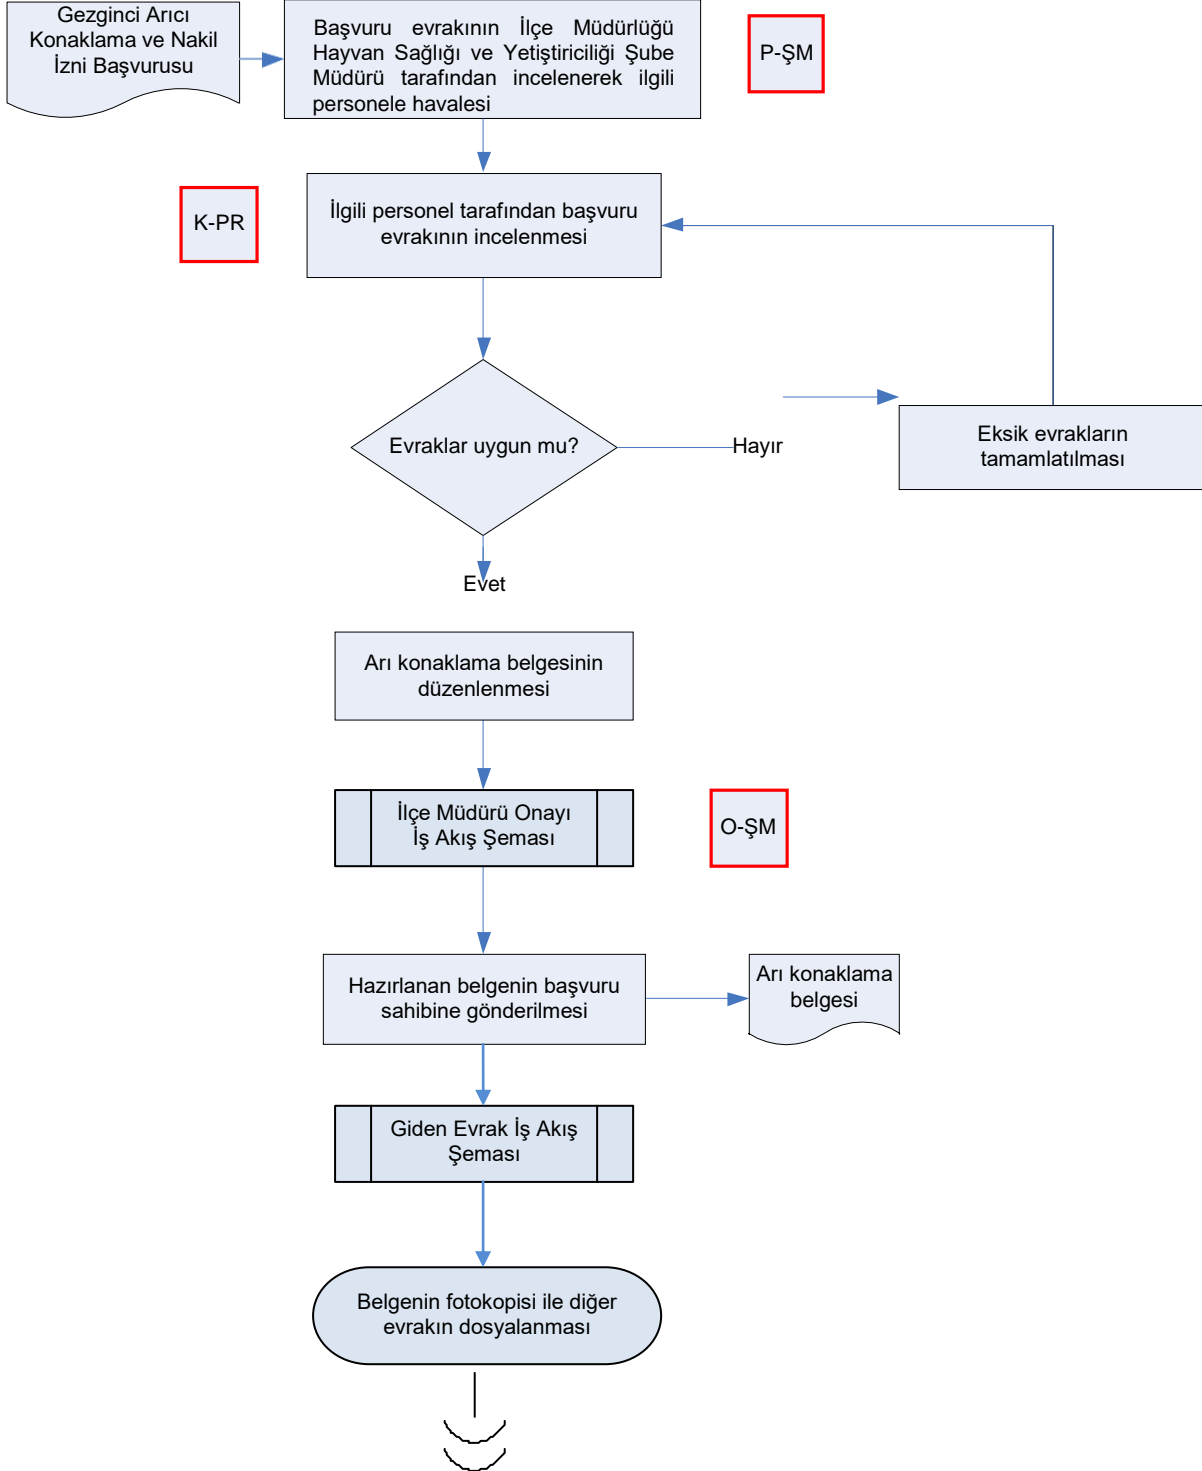 Gezginci Arıcı
Konaklama ve Nakil
İzni Başvurusu
Başvuru evrakının İlçe Müdürlüğü
Hayvan Sağlığı ve Yetiştiriciliği Şube
Müdürü tarafından incelenerek ilgili
personele havalesi
P-ŞM
K-PR
İlgili personel tarafından başvuru
evrakının incelenmesi
Evraklar uygun mu?
Hayır
Eksik evrakların
tamamlatılması
Evet
Arı konaklama belgesinin
düzenlenmesi
İlçe Müdürü Onayı
İş Akış Şeması
O-ŞM
Hazırlanan belgenin başvuru
sahibine gönderilmesi
Arı konaklama
belgesi
Giden Evrak İş Akış
Şeması
Belgenin fotokopisi ile diğer
evrakın dosyalanması